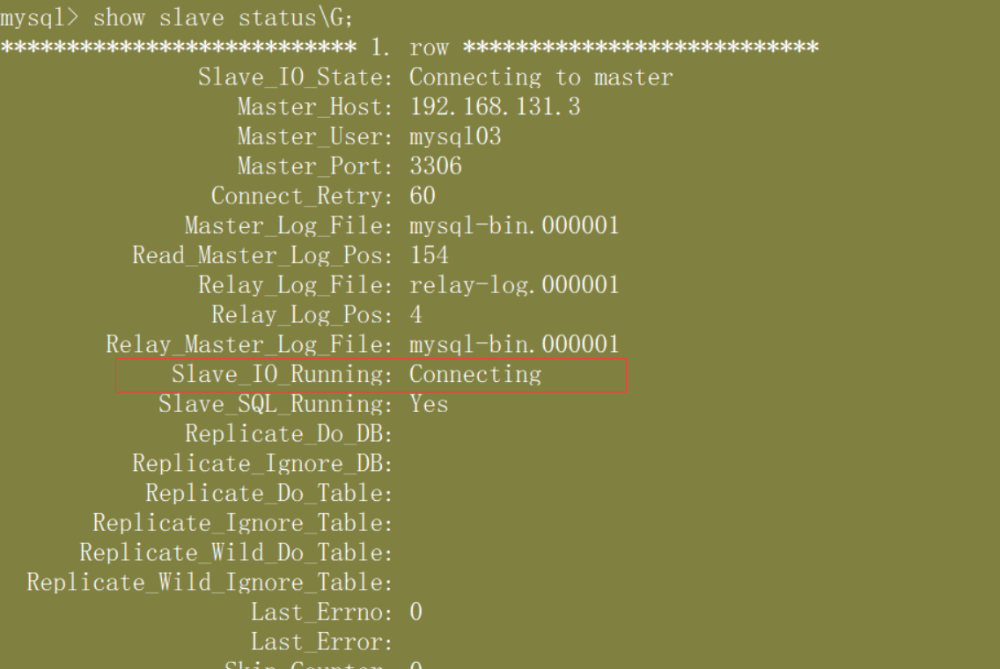 mysql> show slave status\G;
*************************** 1. row ***************************
Slave_IO_State: Connecting to master
Master_Host: 192.168.131.3
Master_User: mysql03
Master_Port: 3306
Connect_Retry: 60
Master_Log_File: mysql-bin.000001
Read_Master_Log_Pos: 154
Relay_Log_File: relay-log.000001
Relay_Log_Pos: 4
Relay_Master_Log_File: mysql-bin.000001
Slave_IO_Running: Connecting
Slave_SQL_Running: Yes
Replicate_Do_DB:
Replicate_Ignore_DB:
Replicate_Do_Table:
Replicate_Ignore_Table:
Replicate_Wild_Do_Table:
Replicate_Wild_Ignore_Table:
Last_Errno: 0
Last_Error:
Skip_Counter: 0